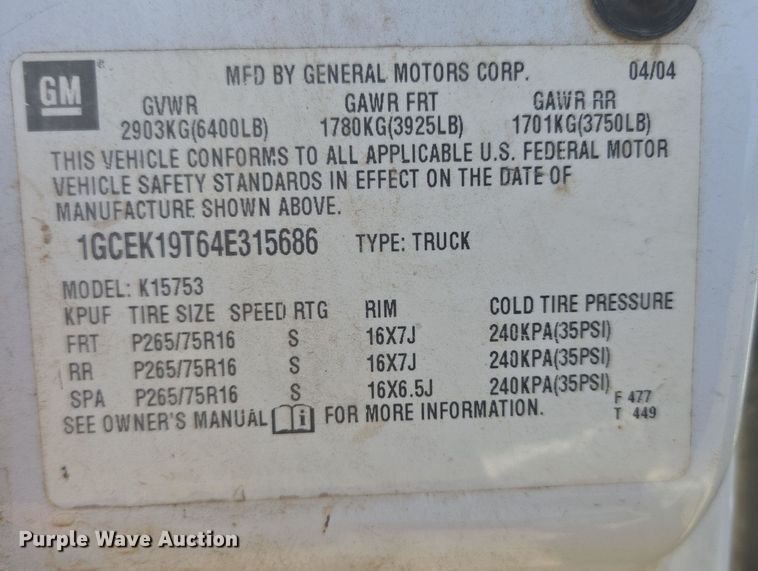 GM ® MFD BY GENERAL MOTORS CORP. 04/04
GVWR GAWR FRT GAWR RR
2903KG(6400LB) 1780KG(3925LB) 1701KG(3750LB)
THIS VEHICLE CONFORMS TO ALL APPLICABLE U.S. FEDERAL MOTOR
VEHICLE SAFETY STANDARDS IN EFFECT ON THE DATE OF
MANUFACTURE SHOWN ABOVE.
1GCEK19T64E315686 TYPE: TRUCK
MODEL: K15753
KPUF TIRE SIZE SPEED RTG RIM COLD TIRE PRESSURE
FRT P265/75R16 S 16X7J 240KPA(35PSI)
RR P265/75R16 S 16X7J 240KPA(35PSI)
SPA P265/75R16 S 16X6.5J 240KPA(35PSI)
SEE OWNER'S MANUAL i FOR MORE INFORMATION.
F 477
T 449
Purple Wave Auction